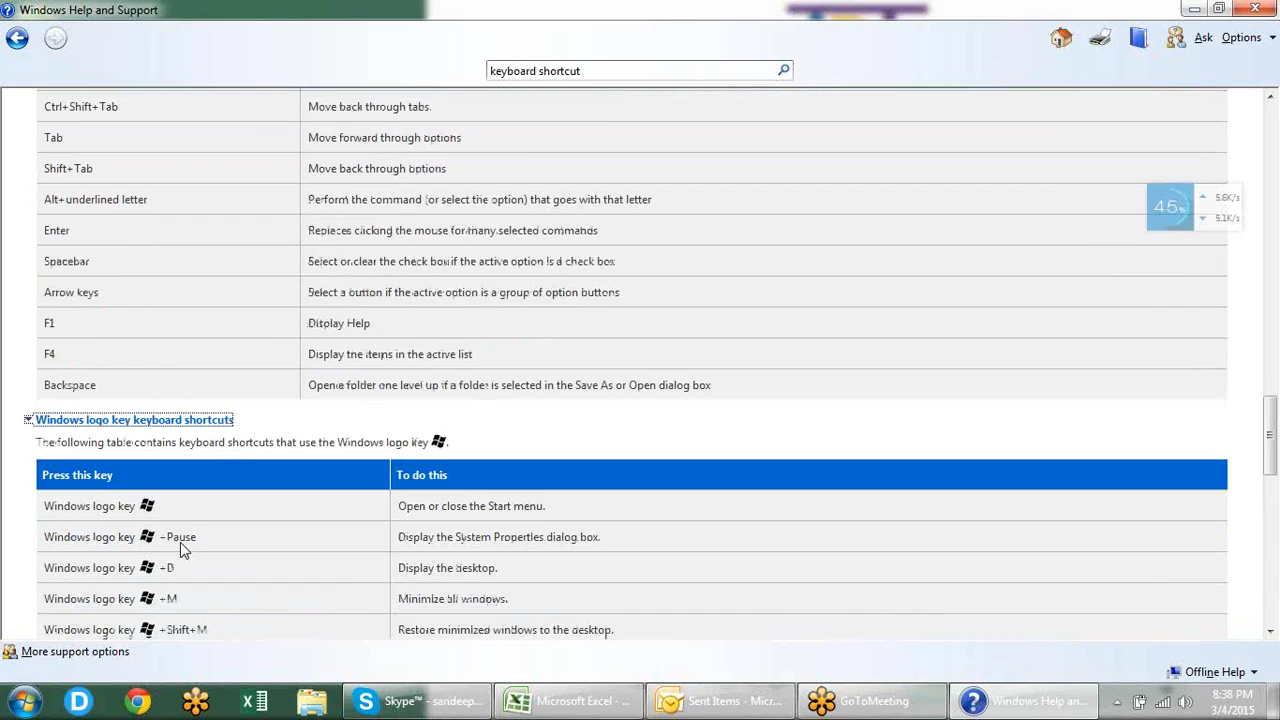 Windows Help and Support
Ask Options
keyboard shortcut
Ctrl+Shift+Tab Move back through tabs.
Tab Move forward through options
Shift+Tab Move back through options
Alt+underlined letter Perform the command (or select the option) that goes with that letter
Enter Replaces clicking the mouse for many selected commands
Spacebar Select or clear the check box if the active option is a check box
Arrow keys Select a button if the active option is a group of option buttons
F1 Display Help
F4 Display the items in the active list
Backspace Open a folder one level up if a folder is selected in the Save As or Open dialog box
45%
5.6K/s
5.1K/s
Windows logo key keyboard shortcuts
The following table contains keyboard shortcuts that use the Windows logo key .
Press this key To do this
Windows logo key Open or close the Start menu.
Windows logo key +Pause Display the System Properties dialog box.
Windows logo key +D Display the desktop.
Windows logo key +M Minimize all windows.
Windows logo key +Shift+M Restore minimized windows to the desktop.
More support options
Offline Help
Skype™ - sandeep... Microsoft Excel - ... Sent Items - Micr... GoToMeeting Windows Help an...
8:38 PM
3/4/2015